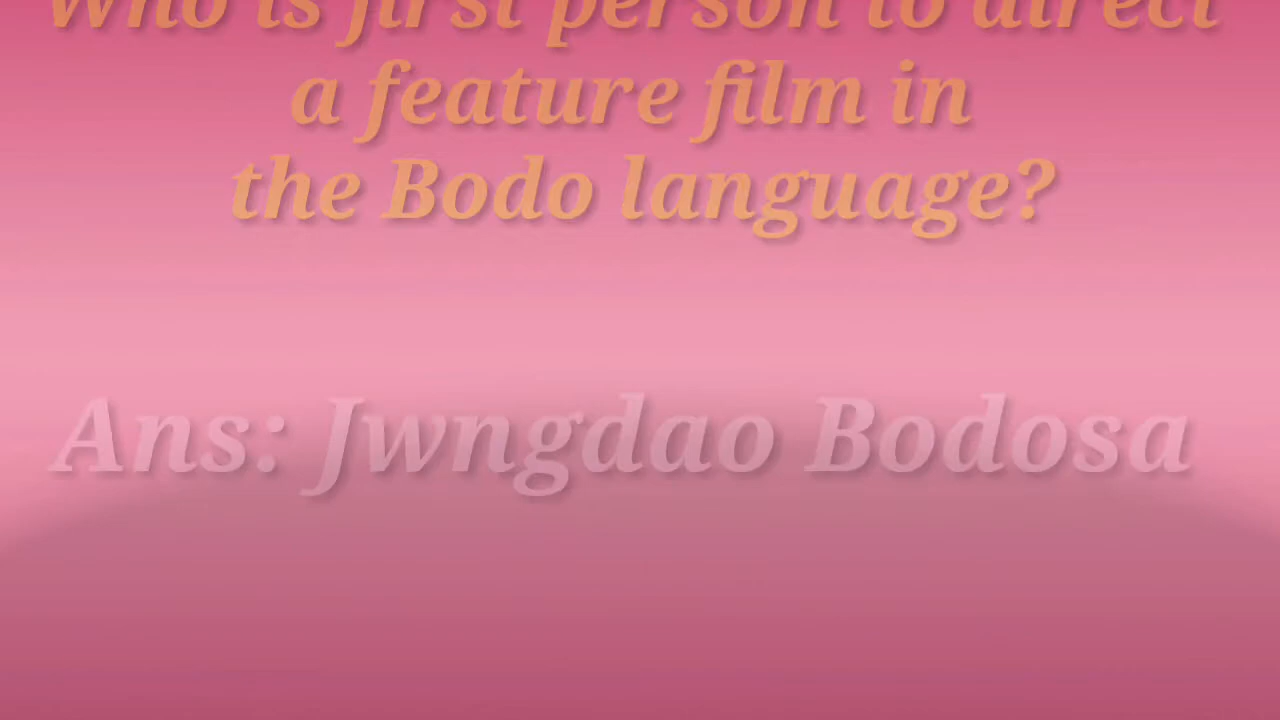 Who is first person to direct
a feature film in
the Bodo language?
Ans: Jwngdao Bodosa